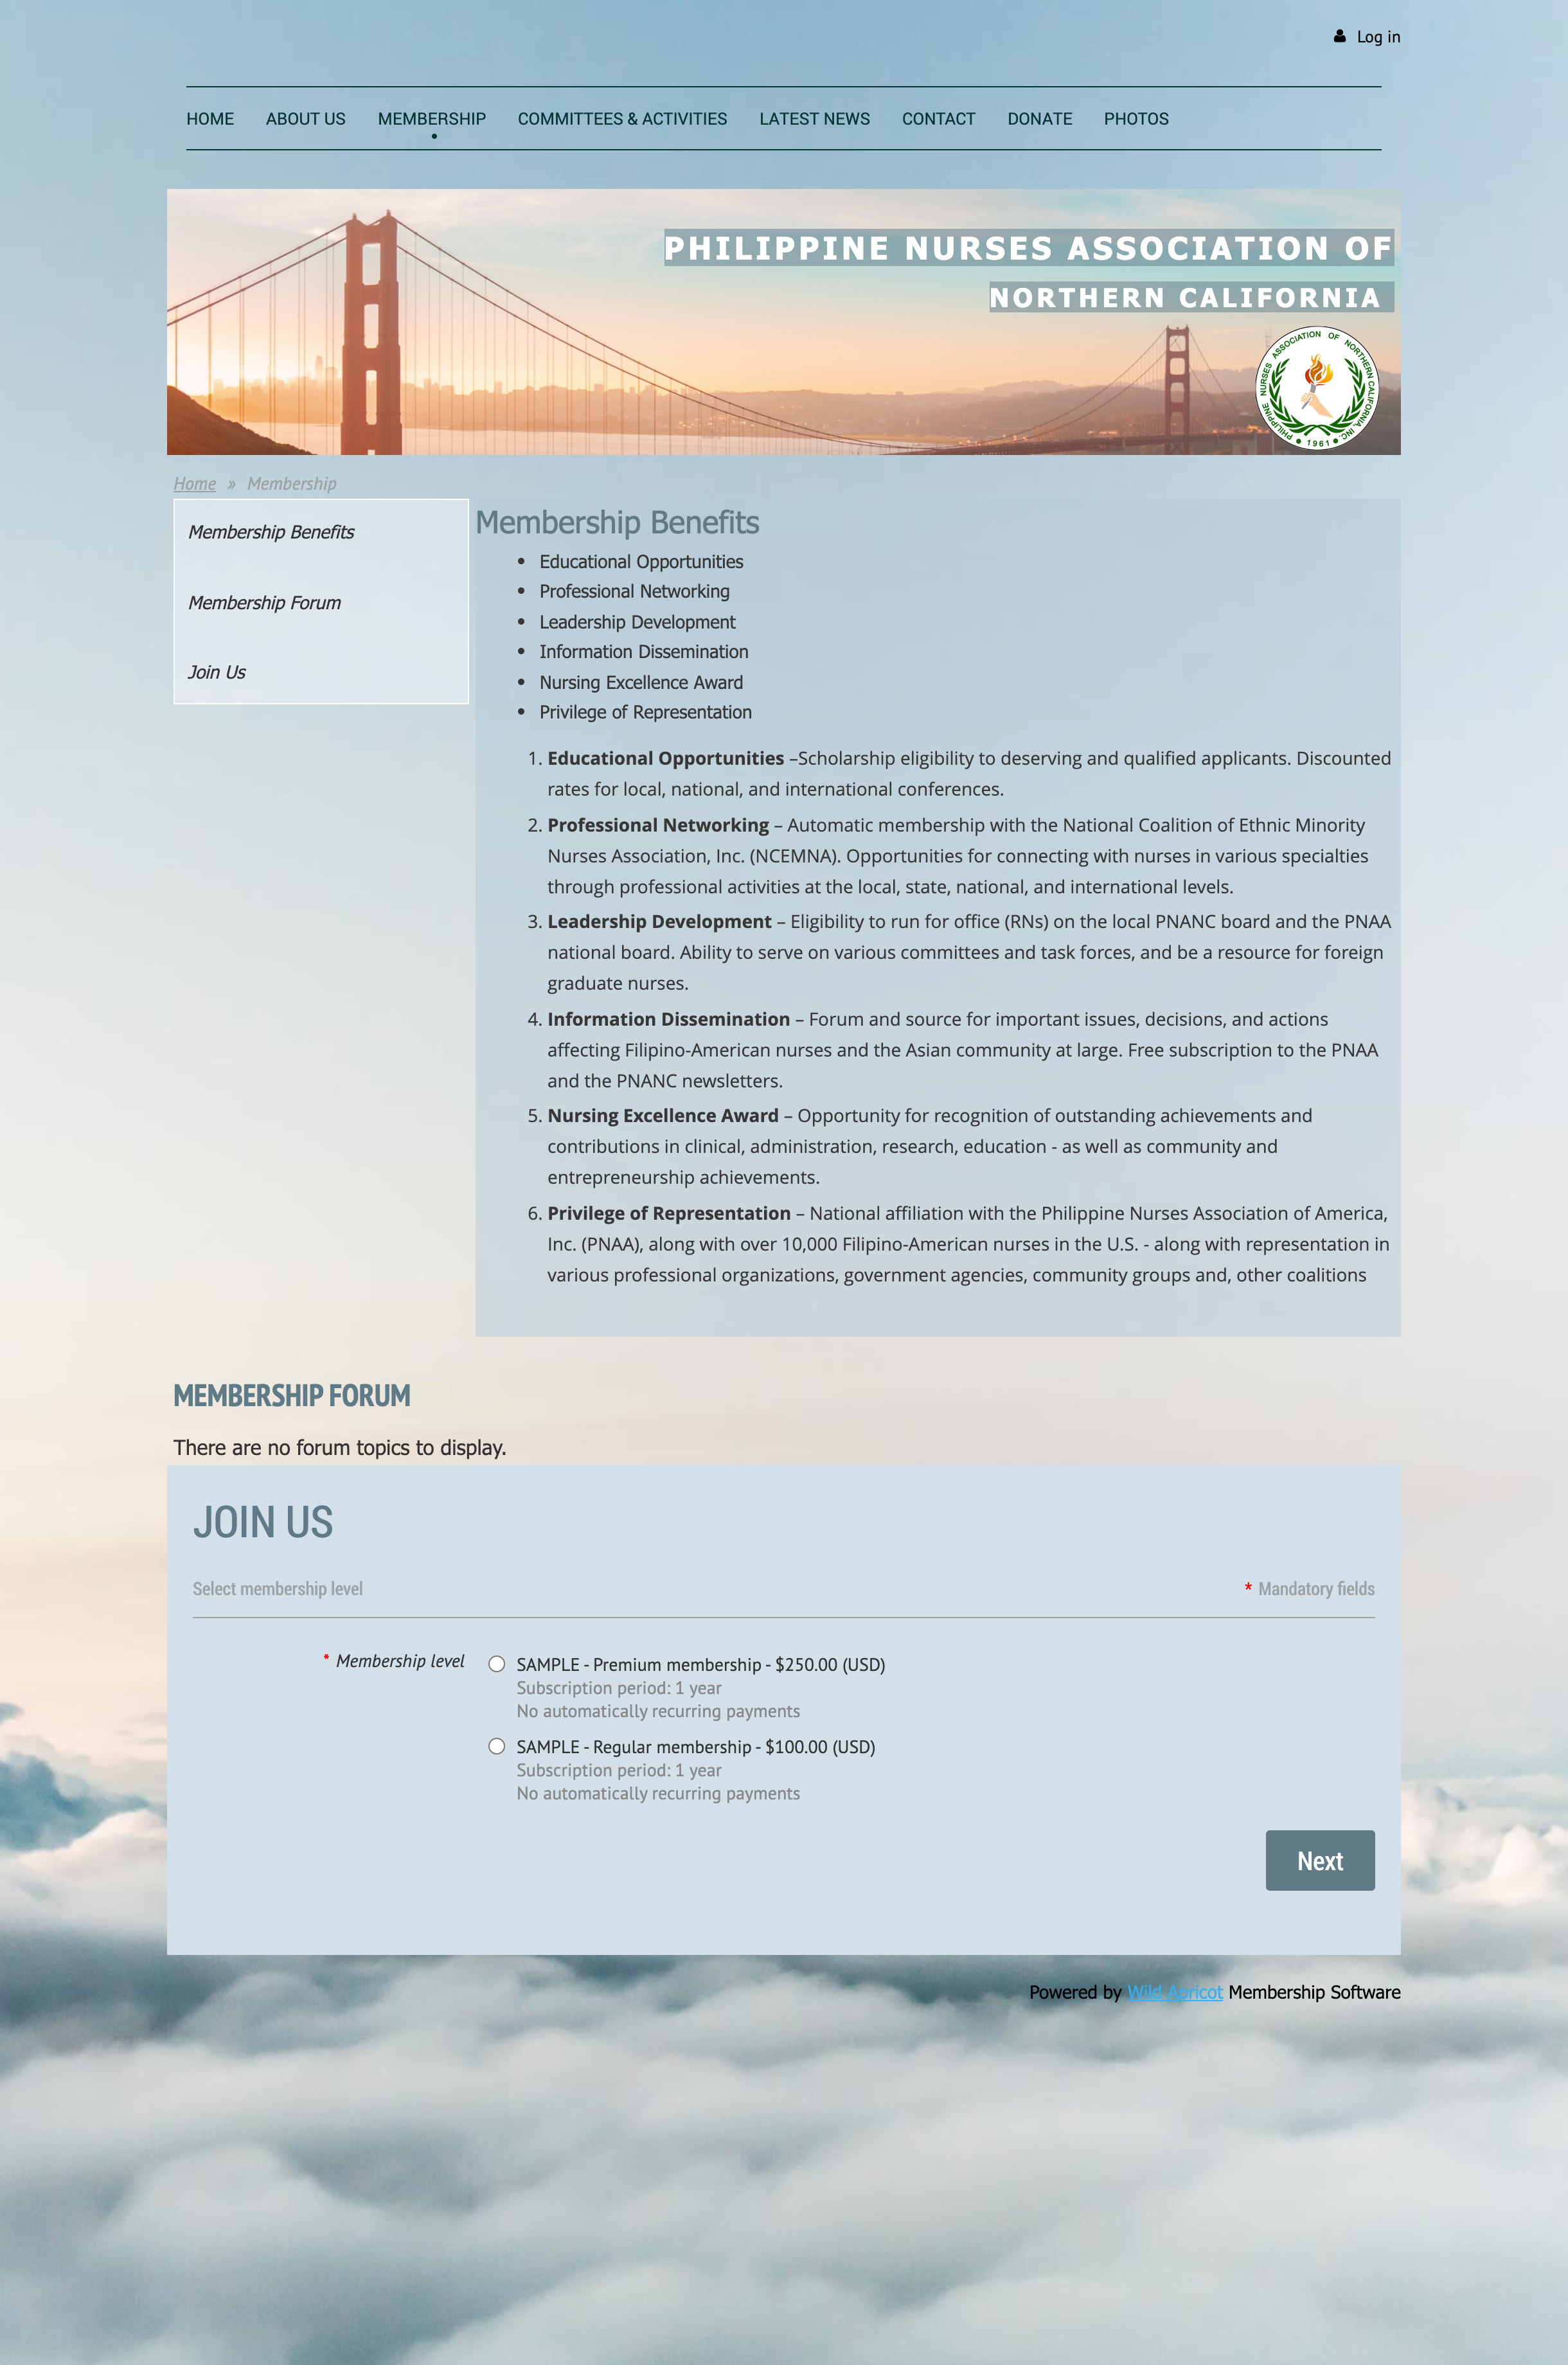 Log in
HOME ABOUT US MEMBERSHIP COMMITTEES & ACTIVITIES LATEST NEWS CONTACT DONATE PHOTOS
PHILIPPINE NURSES ASSOCIATION OF
NORTHERN CALIFORNIA
PHILIPPINE NURSES ASSOCIATION OF NORTHERN CALIFORNIA, INC.
1961
Home » Membership
Membership Benefits
Membership Forum
Join Us
Membership Benefits
• Educational Opportunities
• Professional Networking
• Leadership Development
• Information Dissemination
• Nursing Excellence Award
• Privilege of Representation
1. Educational Opportunities –Scholarship eligibility to deserving and qualified applicants. Discounted
rates for local, national, and international conferences.
2. Professional Networking – Automatic membership with the National Coalition of Ethnic Minority
Nurses Association, Inc. (NCEMNA). Opportunities for connecting with nurses in various specialties
through professional activities at the local, state, national, and international levels.
3. Leadership Development – Eligibility to run for office (RNs) on the local PNANC board and the PNAA
national board. Ability to serve on various committees and task forces, and be a resource for foreign
graduate nurses.
4. Information Dissemination – Forum and source for important issues, decisions, and actions
affecting Filipino-American nurses and the Asian community at large. Free subscription to the PNAA
and the PNANC newsletters.
5. Nursing Excellence Award – Opportunity for recognition of outstanding achievements and
contributions in clinical, administration, research, education - as well as community and
entrepreneurship achievements.
6. Privilege of Representation – National affiliation with the Philippine Nurses Association of America,
Inc. (PNAA), along with over 10,000 Filipino-American nurses in the U.S. - along with representation in
various professional organizations, government agencies, community groups and, other coalitions
MEMBERSHIP FORUM
There are no forum topics to display.
JOIN US
Select membership level
* Mandatory fields
* Membership level
SAMPLE - Premium membership - $250.00 (USD)
Subscription period: 1 year
No automatically recurring payments
SAMPLE - Regular membership - $100.00 (USD)
Subscription period: 1 year
No automatically recurring payments
Next
Powered by Wild Apricot Membership Software